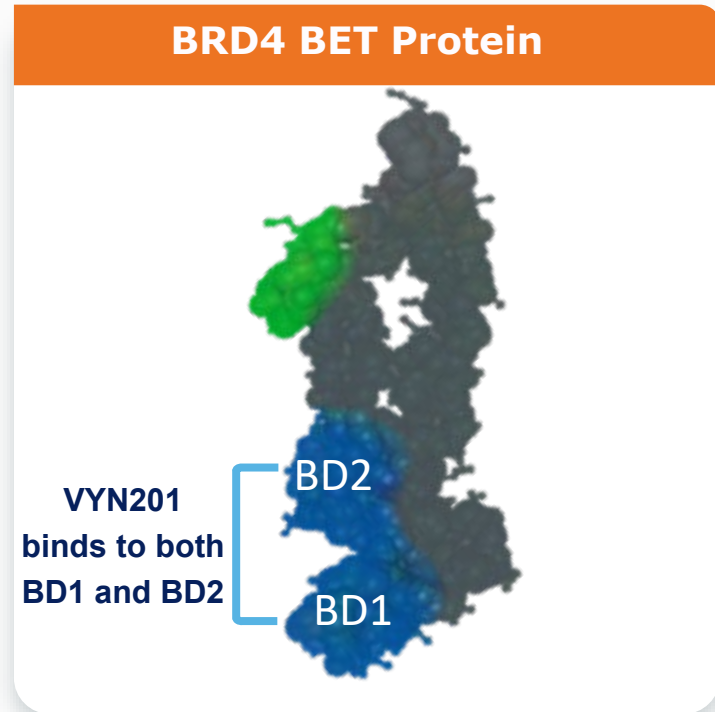 BRD4 BET Protein
BD2
VYN201
binds to both
BD1 and BD2
BD1